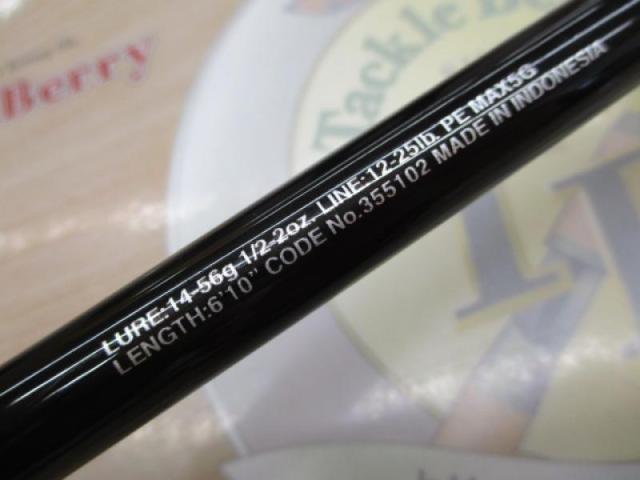 Berry
Tackle Be
LURE:14-56g 1/2-2oz. LINE:12-25lb. PE MAX5G
LENGTH:6'10" CODE No.355102 MADE IN INDONESIA